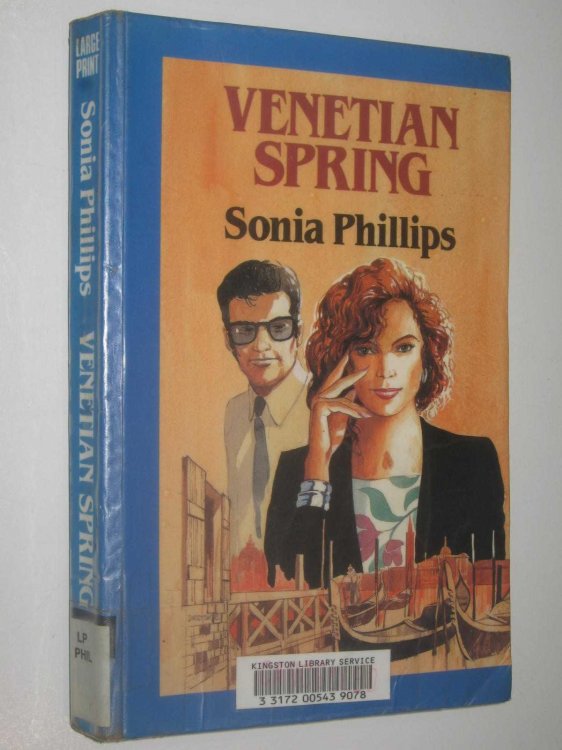 LARGE
PRINT
Sonia Phillips VENETIAN SPRING
LP
PHIL
VENETIAN
SPRING
Sonia Phillips
KINGSTON LIBRARY SERVICE
3 3172 00543 9078